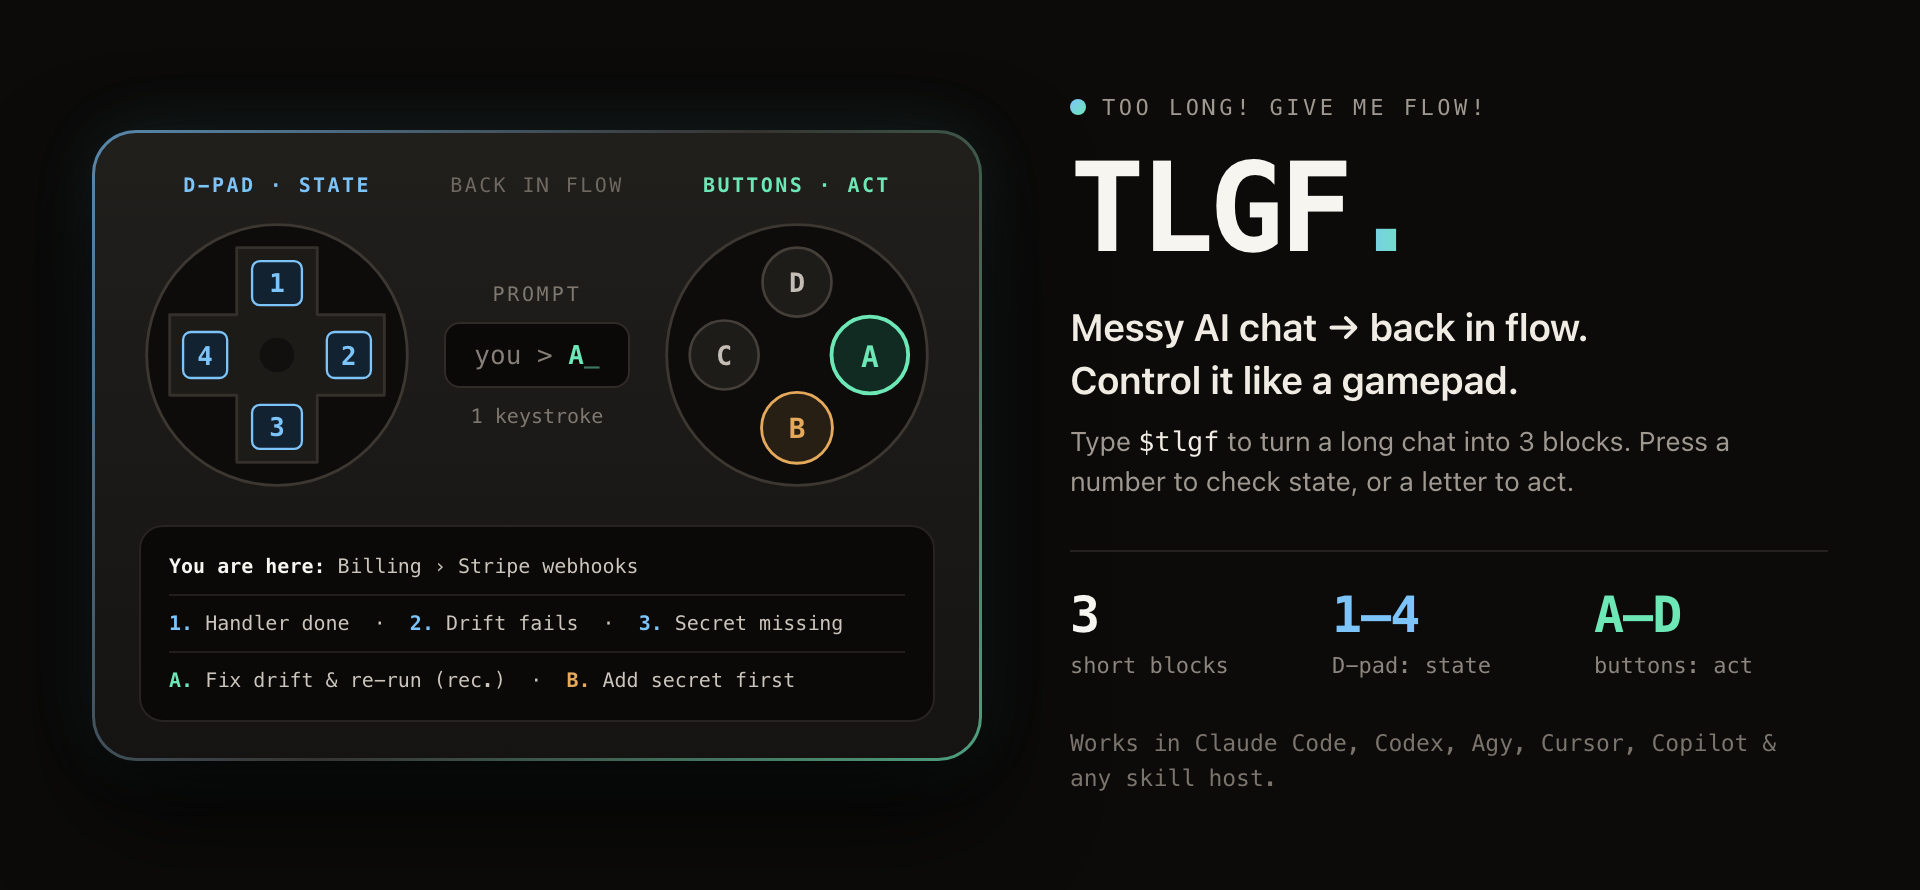 D-PAD · STATE
BACK IN FLOW
BUTTONS · ACT
1
4
2
3
PROMPT
you > A_
1 keystroke
D
C
A
B
You are here: Billing › Stripe webhooks
1. Handler done · 2. Drift fails · 3. Secret missing
A. Fix drift & re-run (rec.) · B. Add secret first
TOO LONG! GIVE ME FLOW!
TLGF.
Messy AI chat → back in flow.
Control it like a gamepad.
Type $tlgf to turn a long chat into 3 blocks. Press a
number to check state, or a letter to act.
3
short blocks
1–4
D-pad: state
A–D
buttons: act
Works in Claude Code, Codex, Agy, Cursor, Copilot &
any skill host.